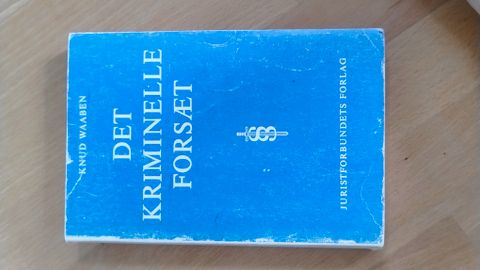 KNUD WAABEN
DET
KRIMINELLE
FORSÆT
JURISTFORBUNDETS FORLAG